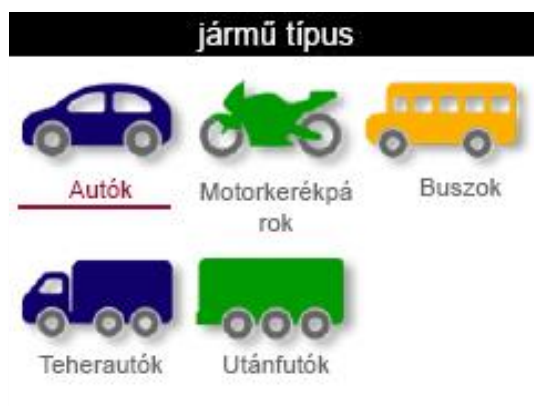 jármű típus
Autók
Motorkerékpá
rok
Buszok
Teherautók
Utánfutók